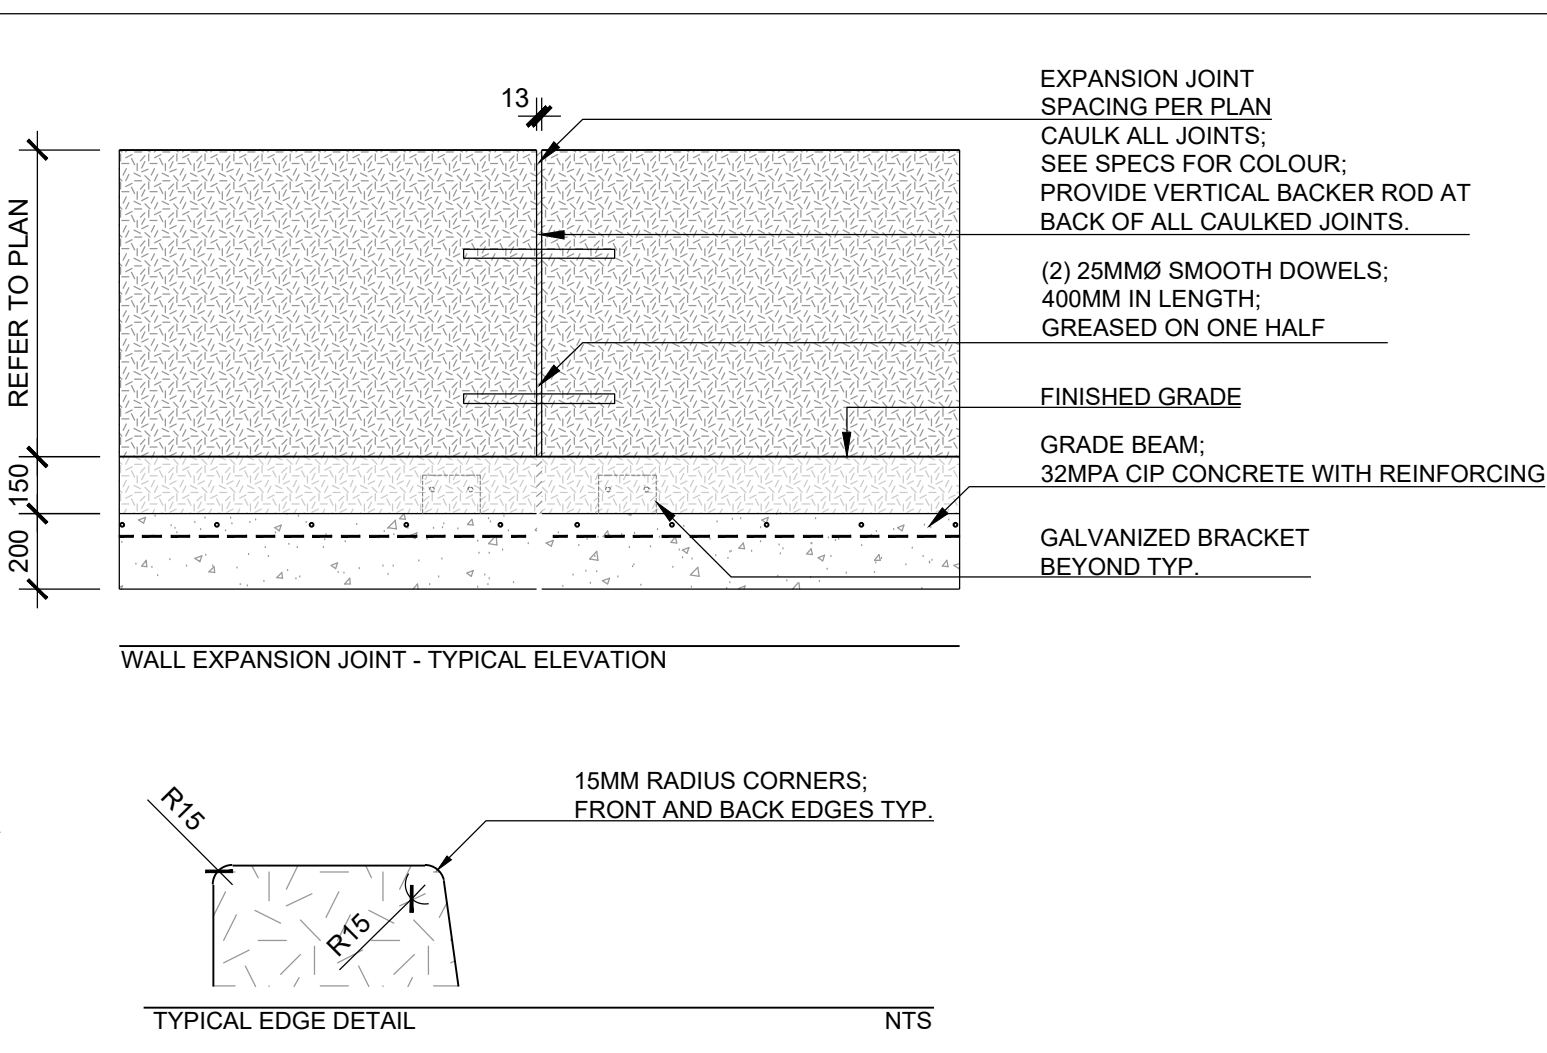 13
EXPANSION JOINT
SPACING PER PLAN
CAULK ALL JOINTS;
SEE SPECS FOR COLOUR;
PROVIDE VERTICAL BACKER ROD AT
BACK OF ALL CAULKED JOINTS.
(2) 25MMØ SMOOTH DOWELS;
400MM IN LENGTH;
GREASED ON ONE HALF
FINISHED GRADE
GRADE BEAM;
32MPA CIP CONCRETE WITH REINFORCING
GALVANIZED BRACKET
BEYOND TYP.
REFER TO PLAN
150
200
WALL EXPANSION JOINT - TYPICAL ELEVATION
15MM RADIUS CORNERS;
FRONT AND BACK EDGES TYP.
R15
R15
TYPICAL EDGE DETAIL
NTS